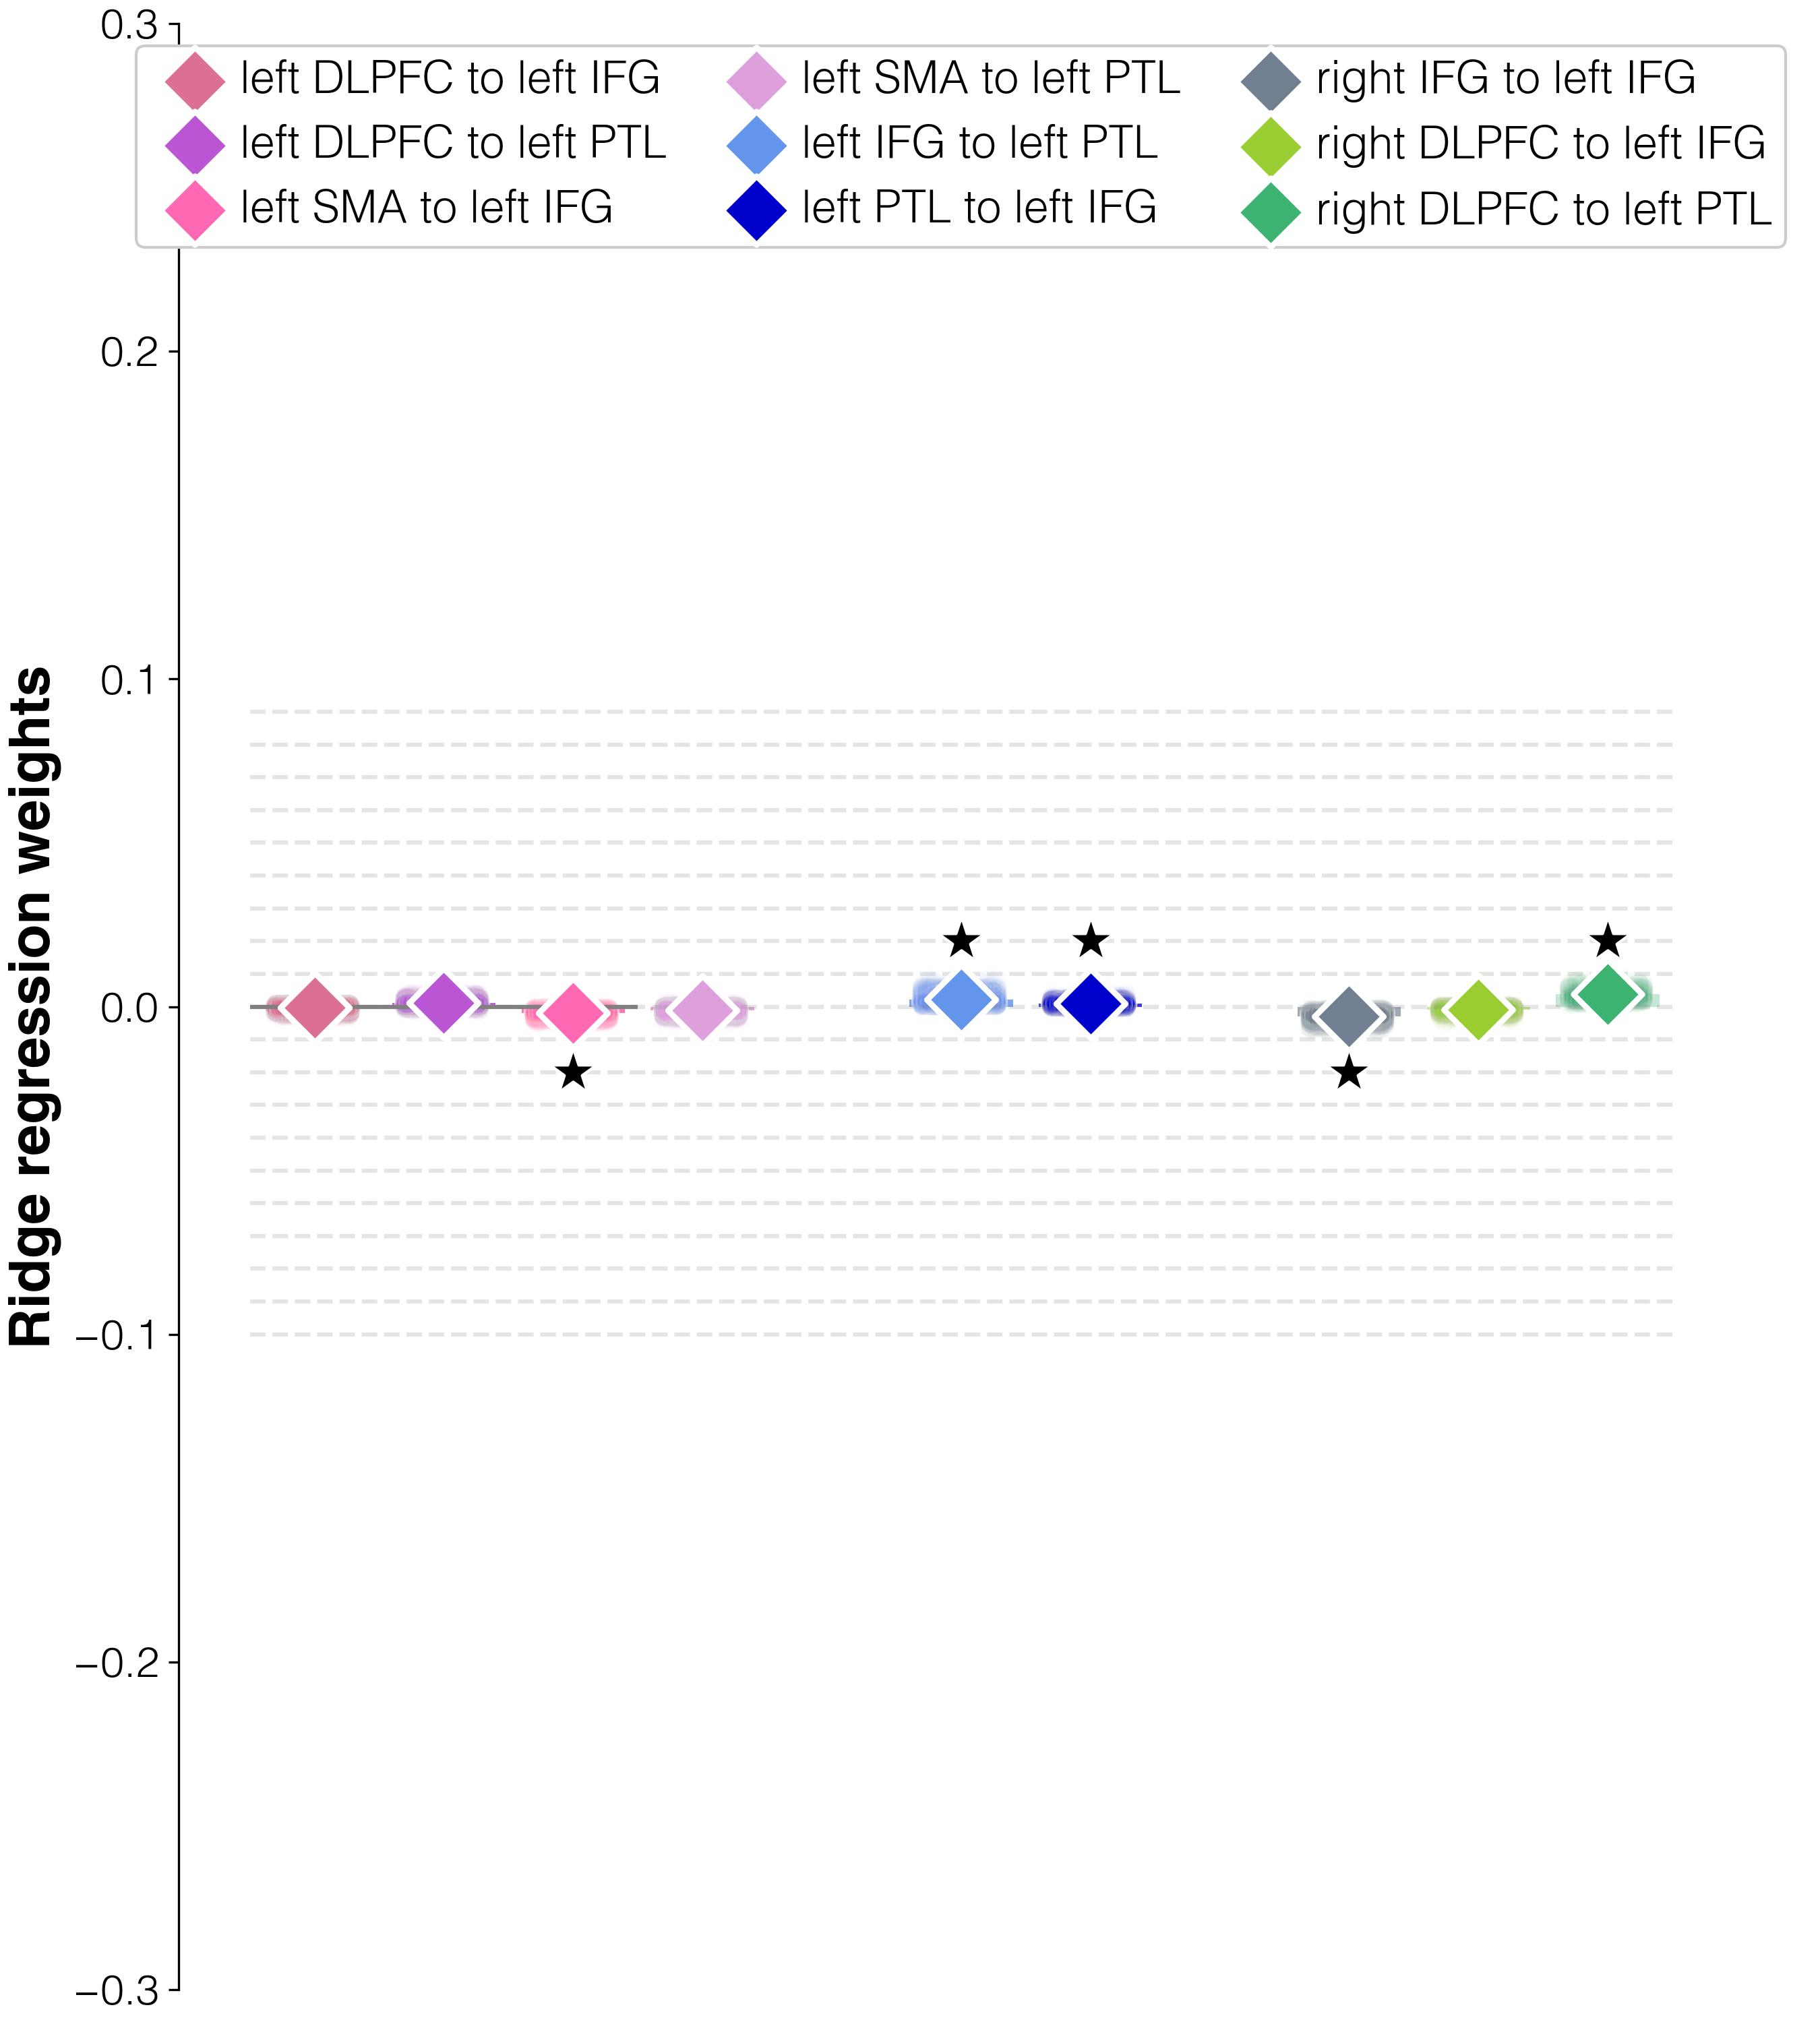 0.3
left DLPFC to left IFG
left DLPFC to left PTL
left SMA to left IFG
left SMA to left PTL
left IFG to left PTL
left PTL to left IFG
right IFG to left IFG
right DLPFC to left IFG
right DLPFC to left PTL
0.2
0.1
0.0
−0.1
−0.2
−0.3
Ridge regression weights